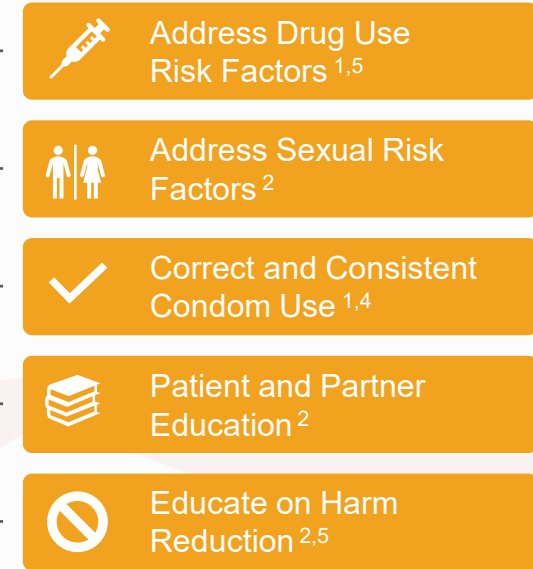 Address Drug Use
Risk Factors 1,5
Address Sexual Risk
Factors 2
Correct and Consistent
Condom Use 1,4
Patient and Partner
Education 2
Educate on Harm
Reduction 2,5